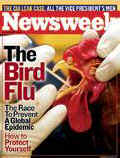 THE CIA LEAK CASE: ALL THE VICE PRESIDENT'S MEN
Newsweek
The
Bird
Flu
The Race
To Prevent
A Global
Epidemic
How to
Protect
Yourself